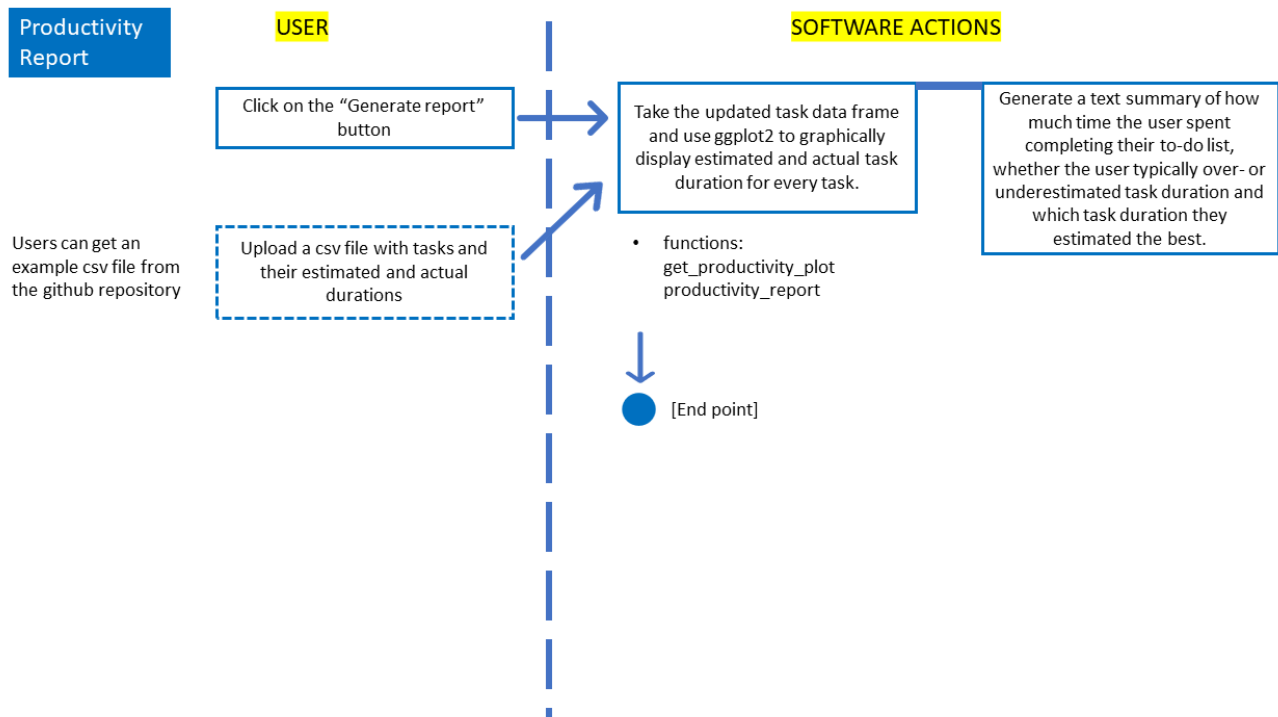 Productivity
Report
USER
SOFTWARE ACTIONS
Click on the “Generate report”
button
Take the updated task data frame
and use ggplot2 to graphically
display estimated and actual task
duration for every task.
Generate a text summary of how
much time the user spent
completing their to-do list,
whether the user typically over- or
underestimated task duration and
which task duration they
estimated the best.
Users can get an
example csv file from
the github repository
Upload a csv file with tasks and
their estimated and actual
durations
• functions:
get_productivity_plot
productivity_report
[End point]